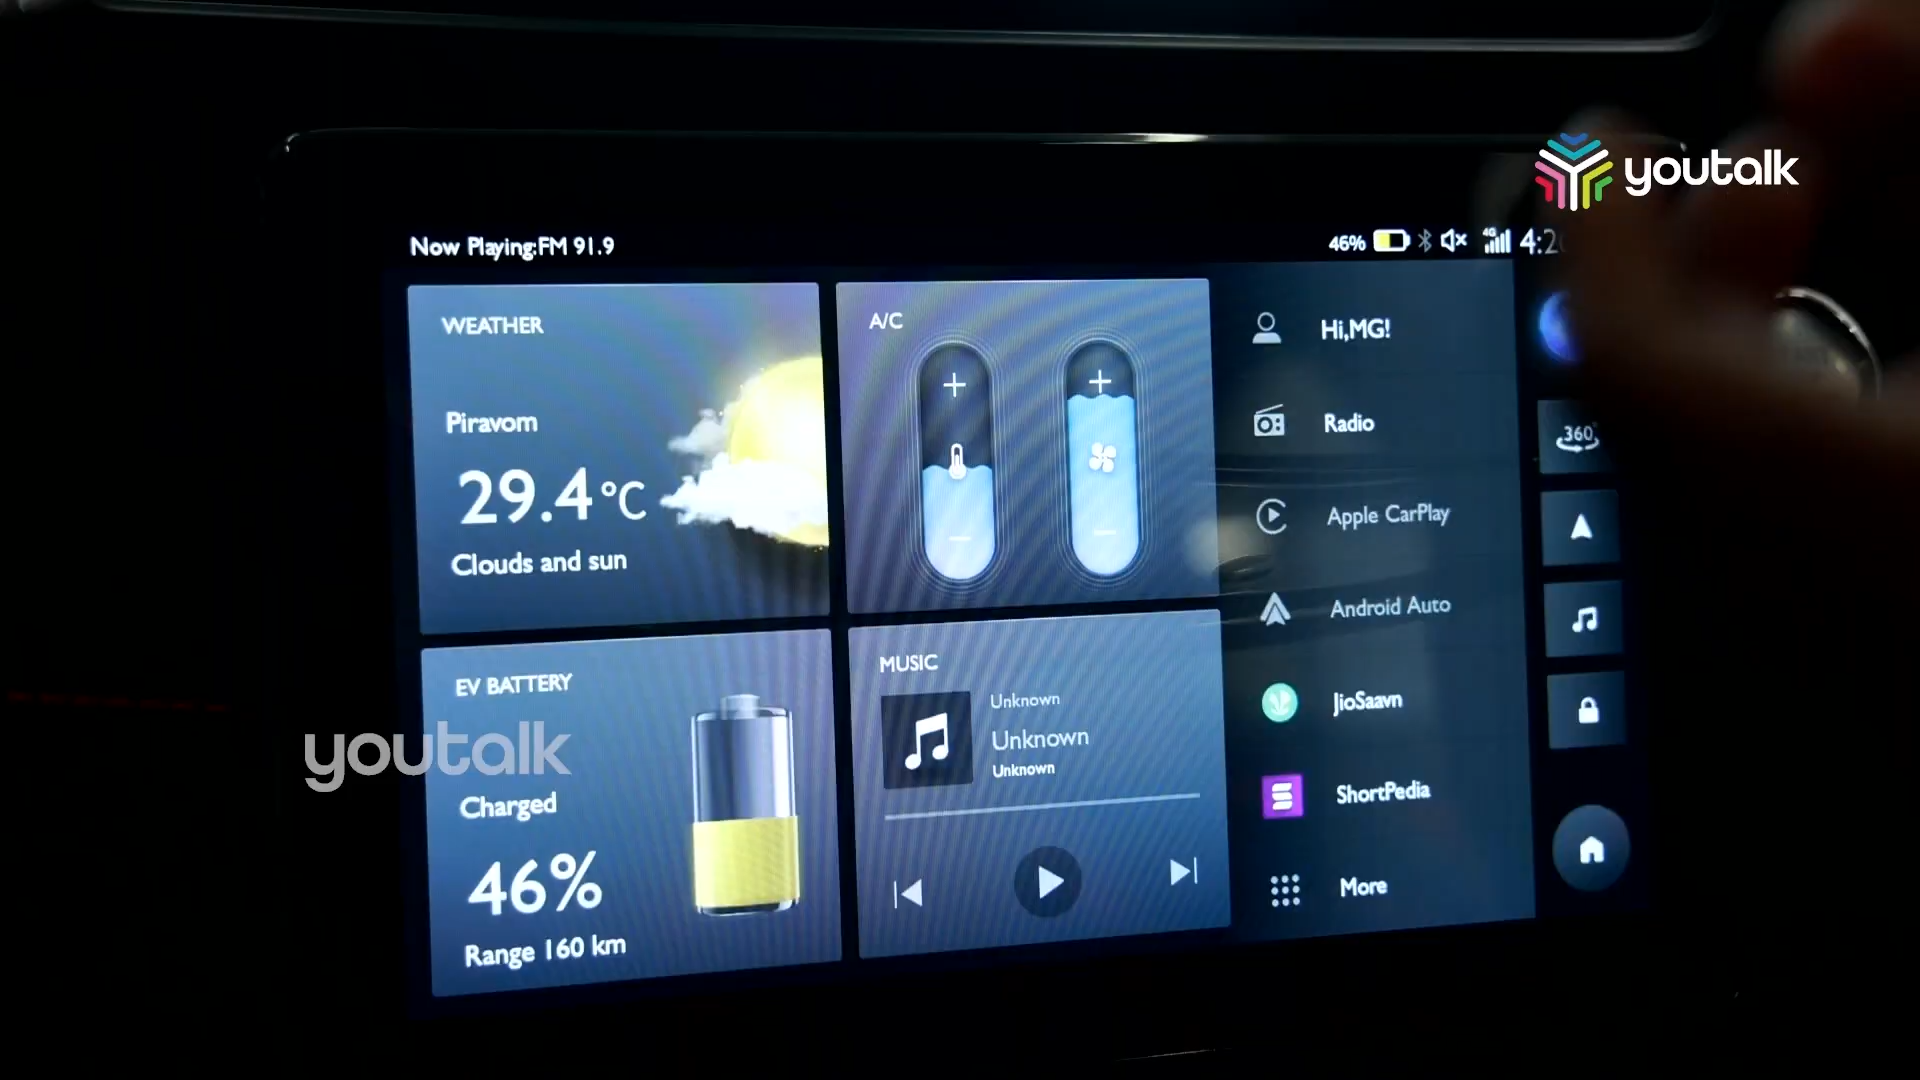 youtalk
Now Playing:FM 91.9
46%
4G
WEATHER
Piravom
29.4°C
Clouds and sun
A/C
Hi,MG!
Radio
Apple CarPlay
Android Auto
JioSaavn
ShortPedia
More
360°
EV BATTERY
youtalk
Charged
46%
Range 160 km
MUSIC
Unknown
Unknown
Unknown